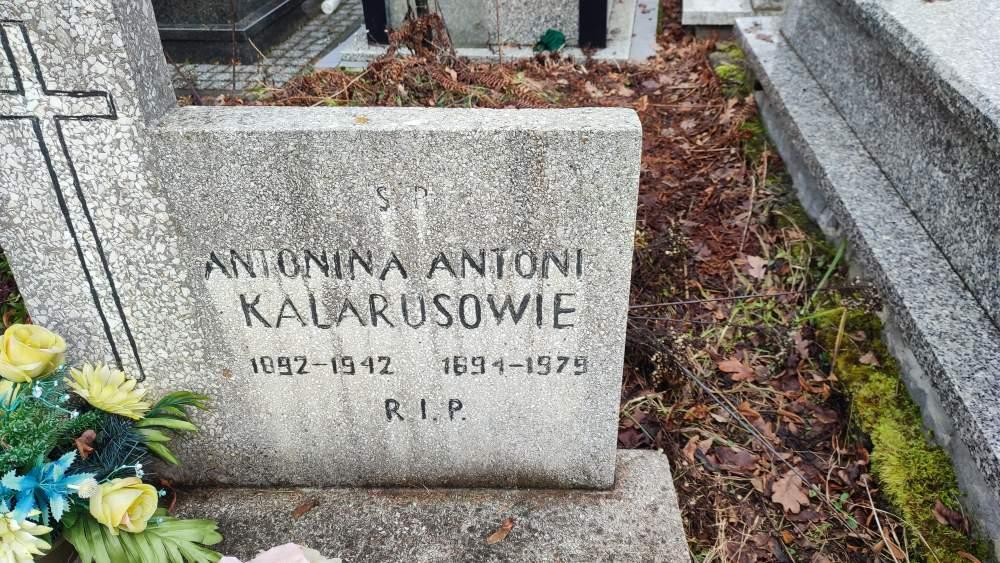 S.P.
ANTONINA ANTONI
KALARUSOWIE
1892-1942 1894-1979
R.I.P.